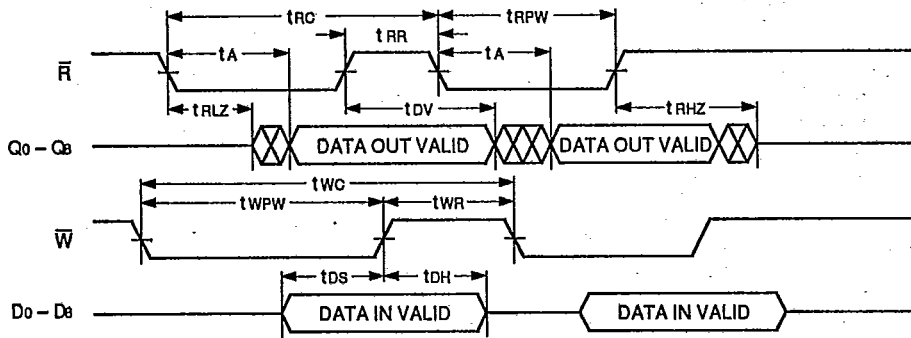 tRC tRPW
tRR
tA tA
R̅
tRLZ tDV tRHZ
Q0 – Q8 DATA OUT VALID DATA OUT VALID
tWC
tWPW tWR
W̅
tDS tDH
D0 – D8 DATA IN VALID DATA IN VALID